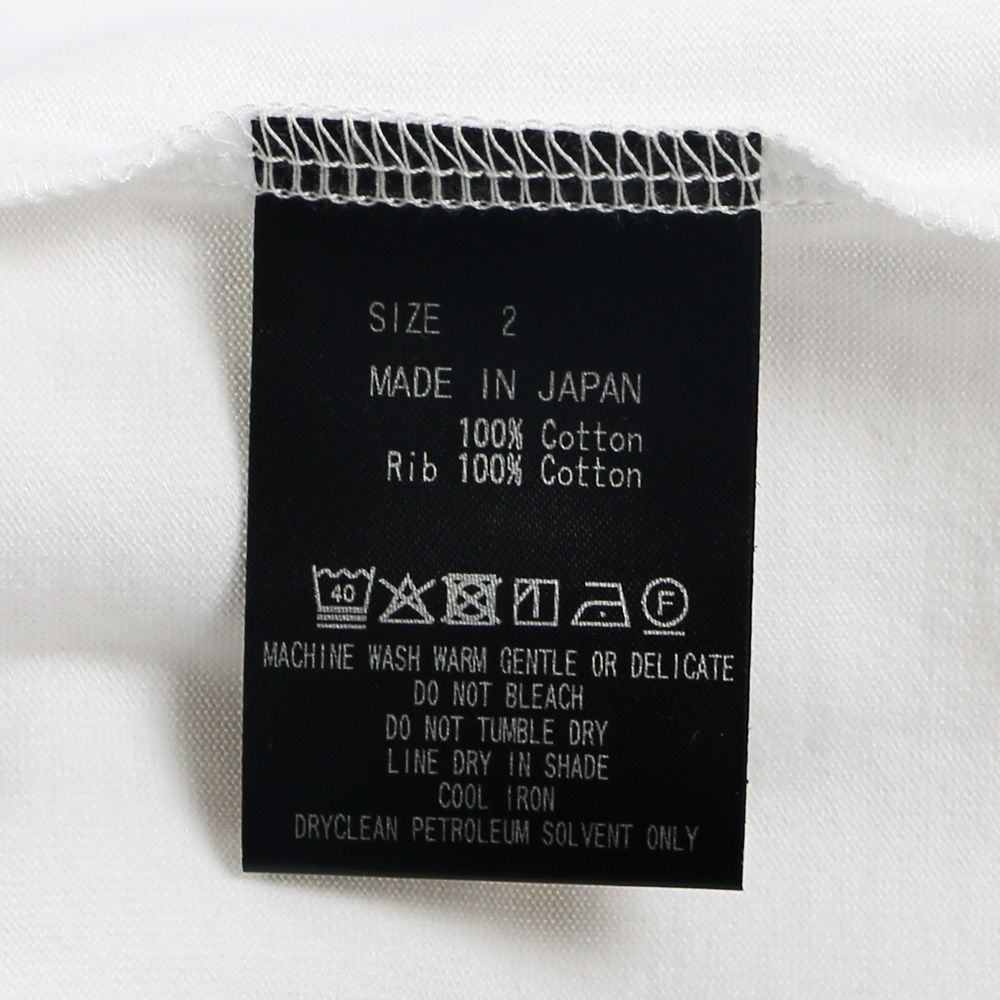 SIZE 2
MADE IN JAPAN
100% Cotton
Rib 100% Cotton
40 F
MACHINE WASH WARM GENTLE OR DELICATE
DO NOT BLEACH
DO NOT TUMBLE DRY
LINE DRY IN SHADE
COOL IRON
DRYCLEAN PETROLEUM SOLVENT ONLY